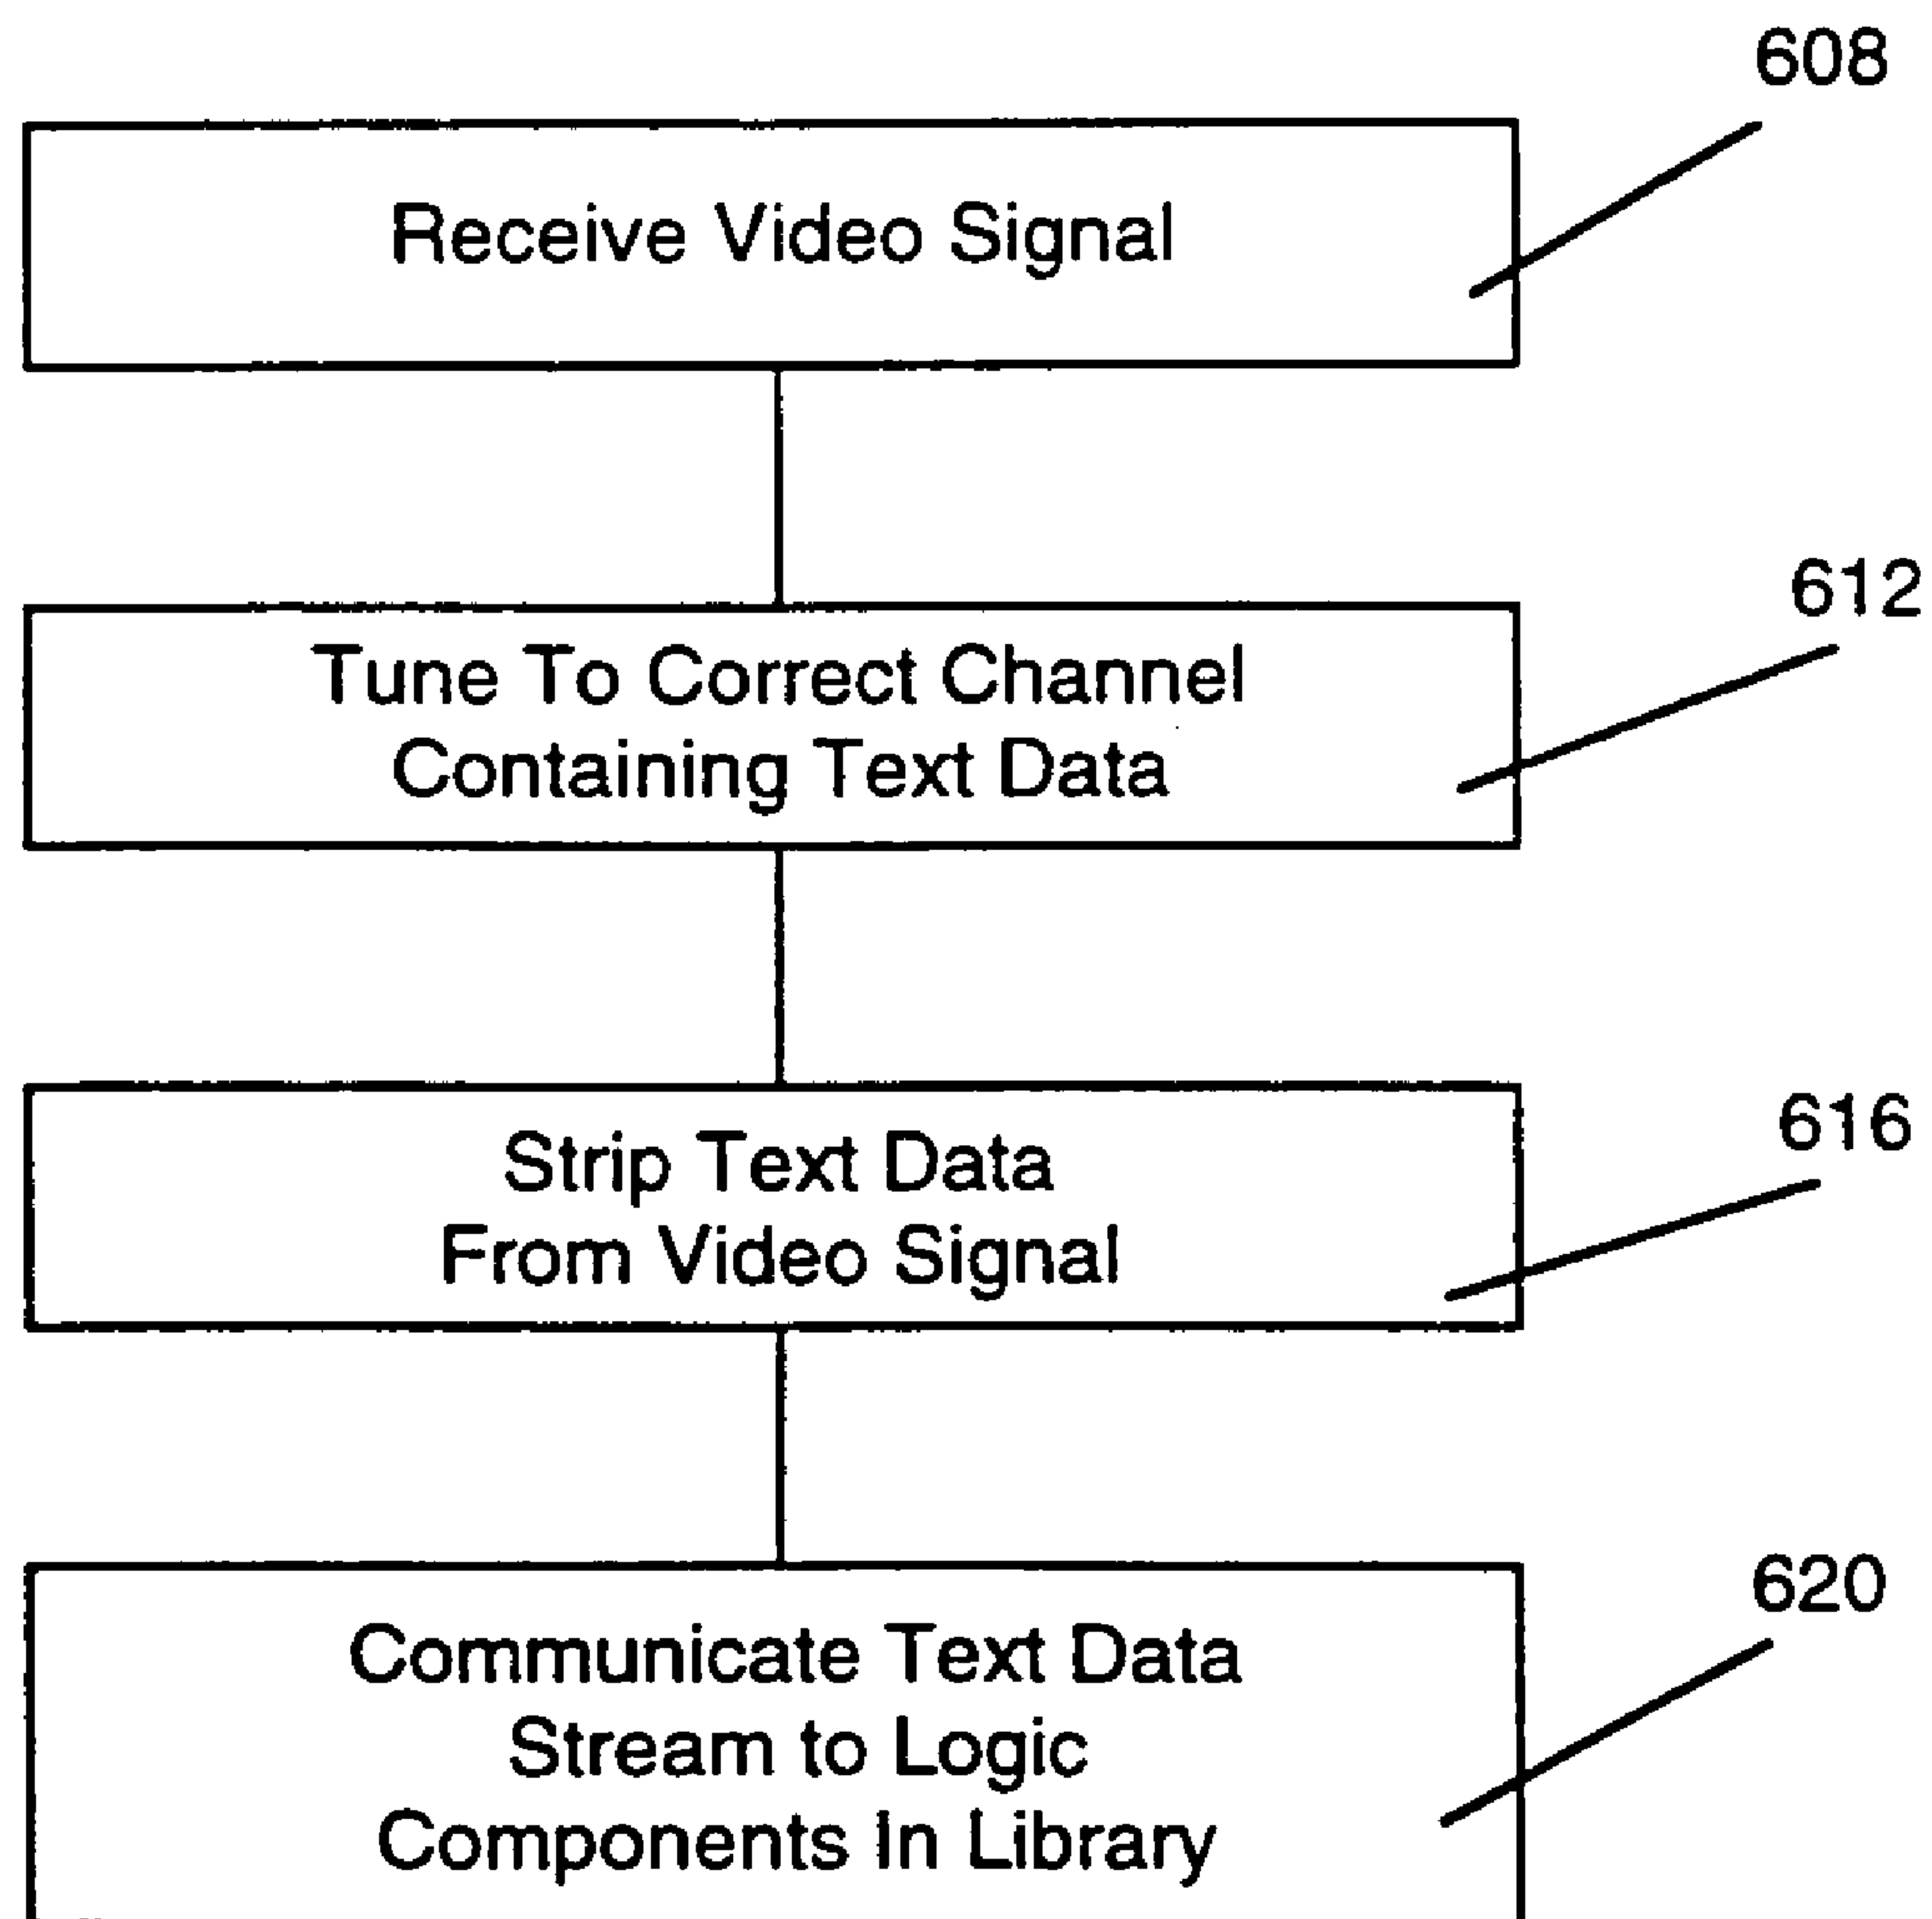 608
Receive Video Signal
612
Tune To Correct Channel
Containing Text Data
616
Strip Text Data
From Video Signal
620
Communicate Text Data
Stream to Logic
Components In Library